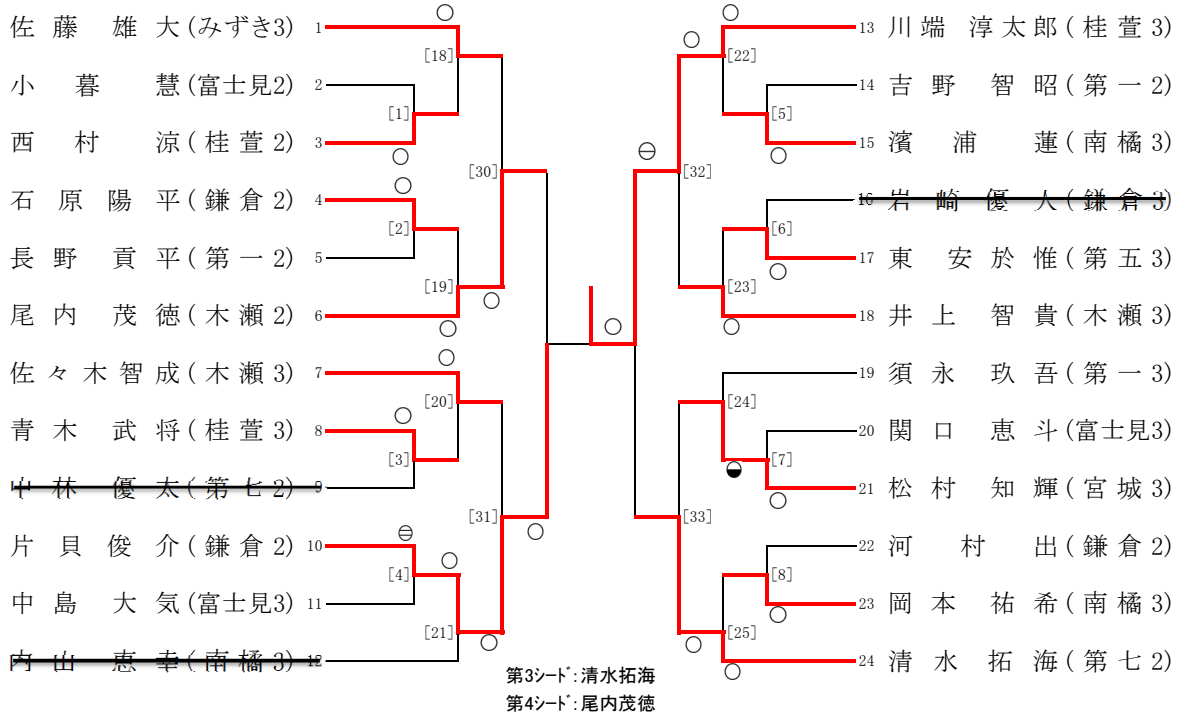 佐藤雄大(みずき3) 1
小暮慧(富士見2) 2
西村涼(桂萱2) 3
石原陽平(鎌倉2) 4
長野貢平(第一2) 5
尾内茂徳(木瀬2) 6
佐々木智成(木瀬3) 7
青木武将(桂萱3) 8
中林優太(第七2) 9
片貝俊介(鎌倉2) 10
中島大気(富士見3) 11
内山恵幸(南橘3) 12
[18]
[1]
[30]
[2]
[19]
[20]
[3]
[31]
[4]
[21]
[22]
[5]
[32]
[6]
[23]
[24]
[7]
[33]
[8]
[25]
13 川端淳太郎(桂萱3)
14 吉野智昭(第一2)
15 濱浦蓮(南橘3)
16 岩崎優人(鎌倉3)
17 東安於惟(第五3)
18 井上智貴(木瀬3)
19 須永玖吾(第一3)
20 関口恵斗(富士見3)
21 松村知輝(宮城3)
22 河村出(鎌倉2)
23 岡本祐希(南橘3)
24 清水拓海(第七2)
第3シード:清水拓海
第4シード:尾内茂徳